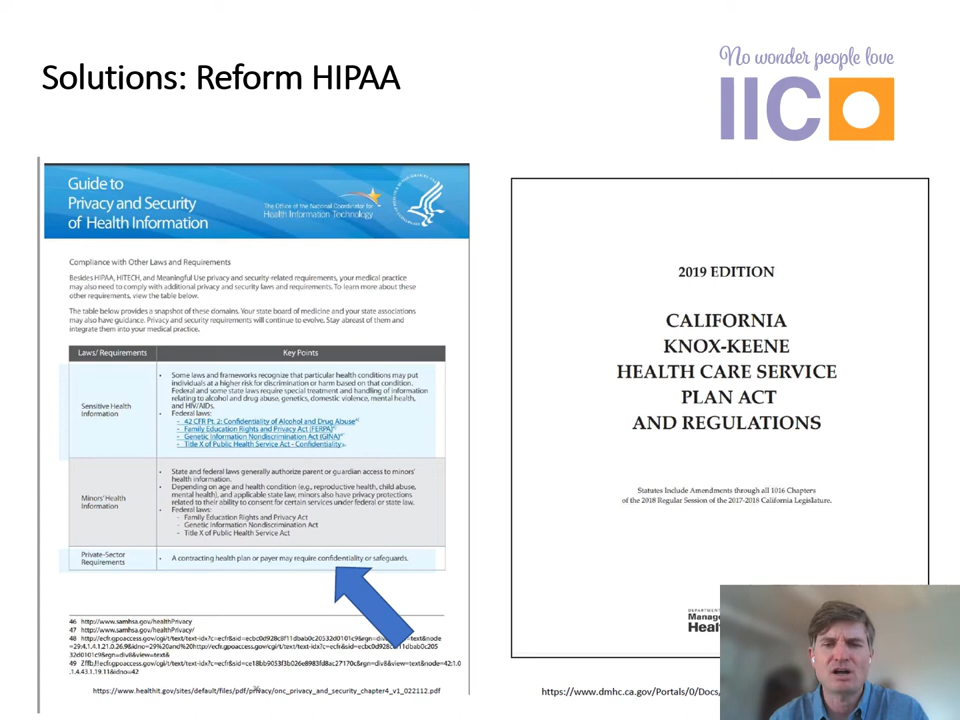 Solutions: Reform HIPAA
No wonder people love
IICO
Guide to
Privacy and Security
of Health Information
The Office of the National Coordinator for
Health Information Technology
Compliance with Other Laws and Requirements
Besides HIPAA, HITECH, and Meaningful Use privacy and security-related requirements, your medical practice
may also need to comply with additional privacy and security laws and requirements. To learn more about these
other requirements, view the table below.
The table below provides a snapshot of these domains. Your state board of medicine and your state associations
may also have guidance. Privacy and security requirements will continue to evolve. Stay abreast of them and
integrate them into your medical practice.
Laws/ Requirements
Key Points
Sensitive Health
Information
• Some laws and frameworks recognize that particular health conditions may put
individuals at a higher risk for discrimination or harm based on that condition.
Federal and some state laws require special treatment and handling of information
relating to alcohol and drug abuse, genetics, domestic violence, mental health,
and HIV/AIDs.
• Federal laws:
- 42 CFR Pt. 2: Confidentiality of Alcohol and Drug Abuse
- Family Education Rights and Privacy Act (FERPA)
- Genetic Information Nondiscrimination Act (GINA)
- Title X of Public Health Service Act - Confidentiality
Minors' Health
Information
• State and federal laws generally authorize parent or guardian access to minors'
health information.
• Depending on age and health condition (e.g., reproductive health, child abuse,
mental health), and applicable state law, minors also have privacy protections
related to their ability to consent for certain services under federal or state law.
• Federal laws:
- Family Education Rights and Privacy Act
- Genetic Information Nondiscrimination Act
- Title X of Public Health Service Act
Private-Sector
Requirements
• A contracting health plan or payer may require confidentiality or safeguards.
46 http://www.samhsa.gov/healthPrivacy
47 http://www.samhsa.gov/healthPrivacy/
https://www.healthit.gov/sites/default/files/pdf/privacy/onc_privacy_and_security_chapter4_v1_022112.pdf
2019 EDITION
CALIFORNIA
KNOX-KEENE
HEALTH CARE SERVICE
PLAN ACT
AND REGULATIONS
Statutes Include Amendments through all 1016 Chapters
of the 2018 Regular Session of the 2017-2018 California Legislature.
https://www.dmhc.ca.gov/Portals/0/Docs/